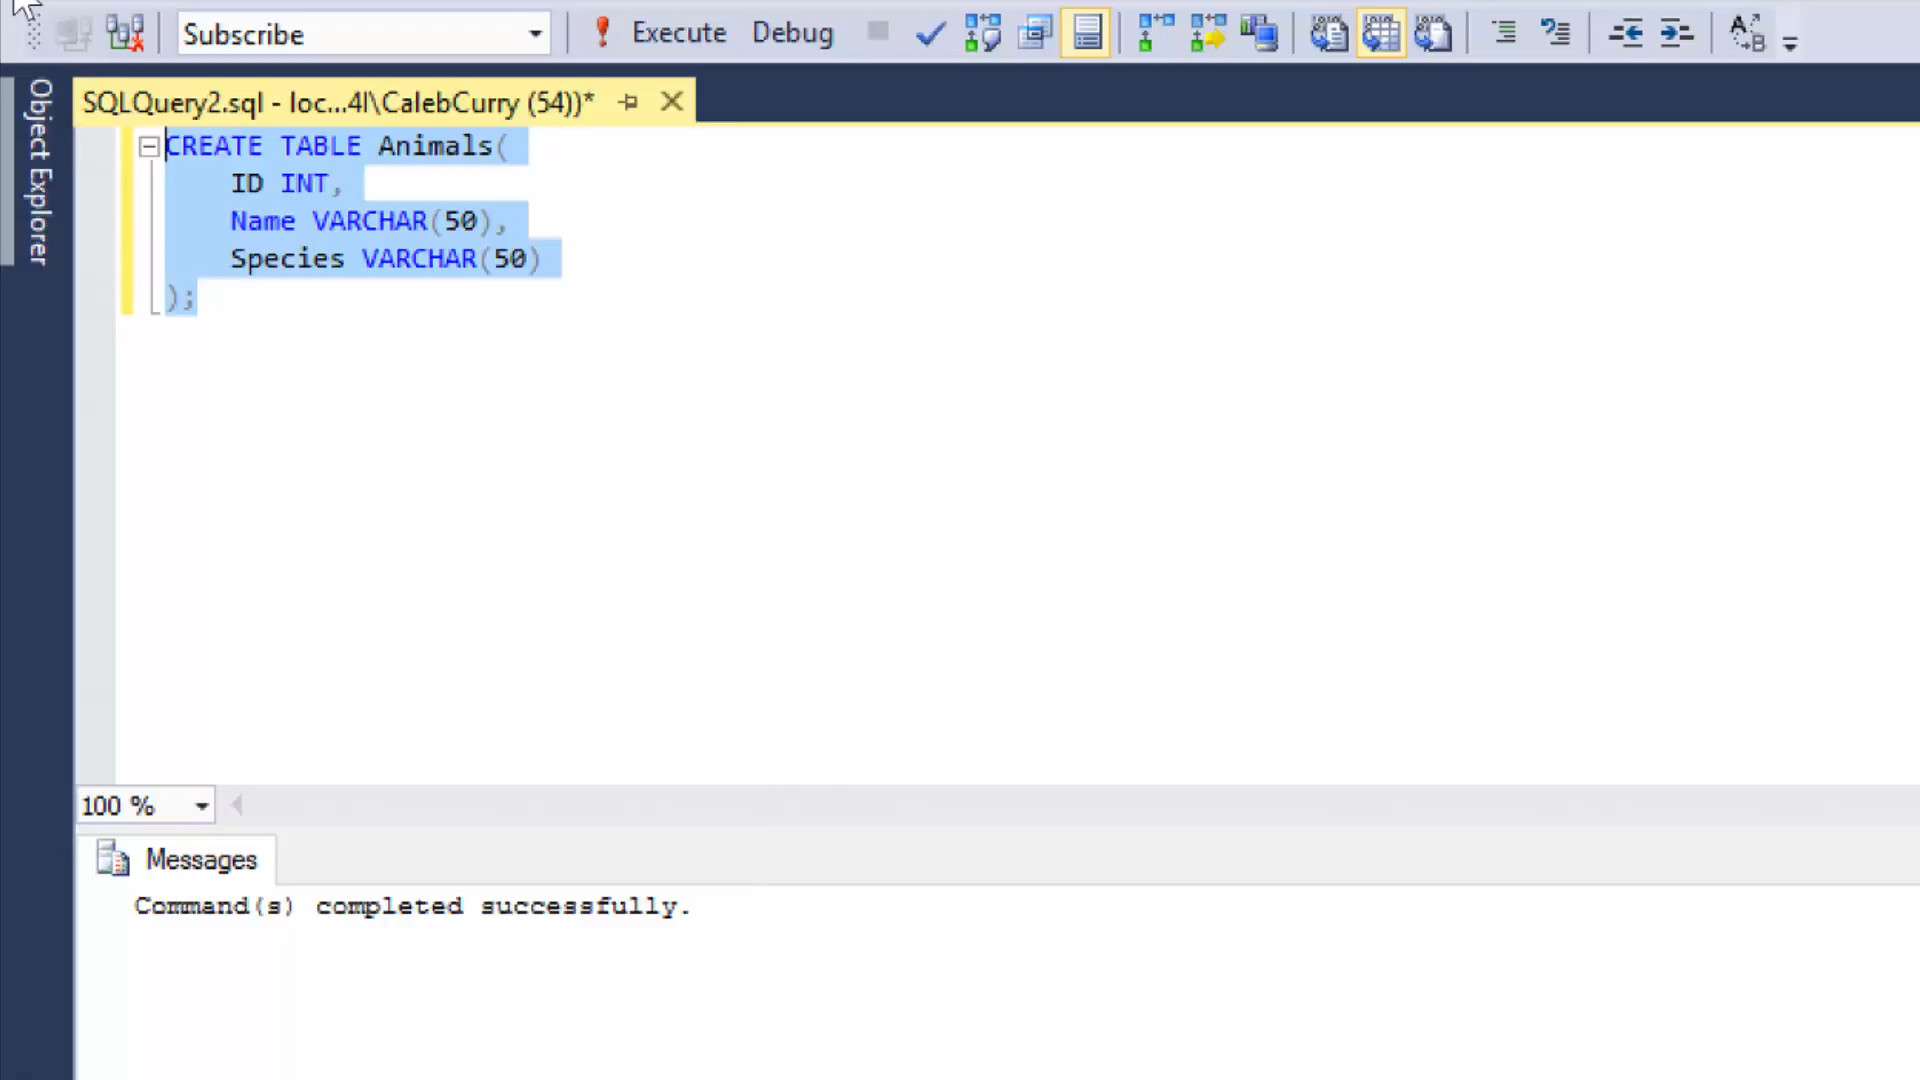 Subscribe Execute Debug
SQLQuery2.sql - loc...4l\CalebCurry (54))*
Object Explorer
CREATE TABLE Animals(
ID INT,
Name VARCHAR(50),
Species VARCHAR(50)
);
100 %
Messages
Command(s) completed successfully.